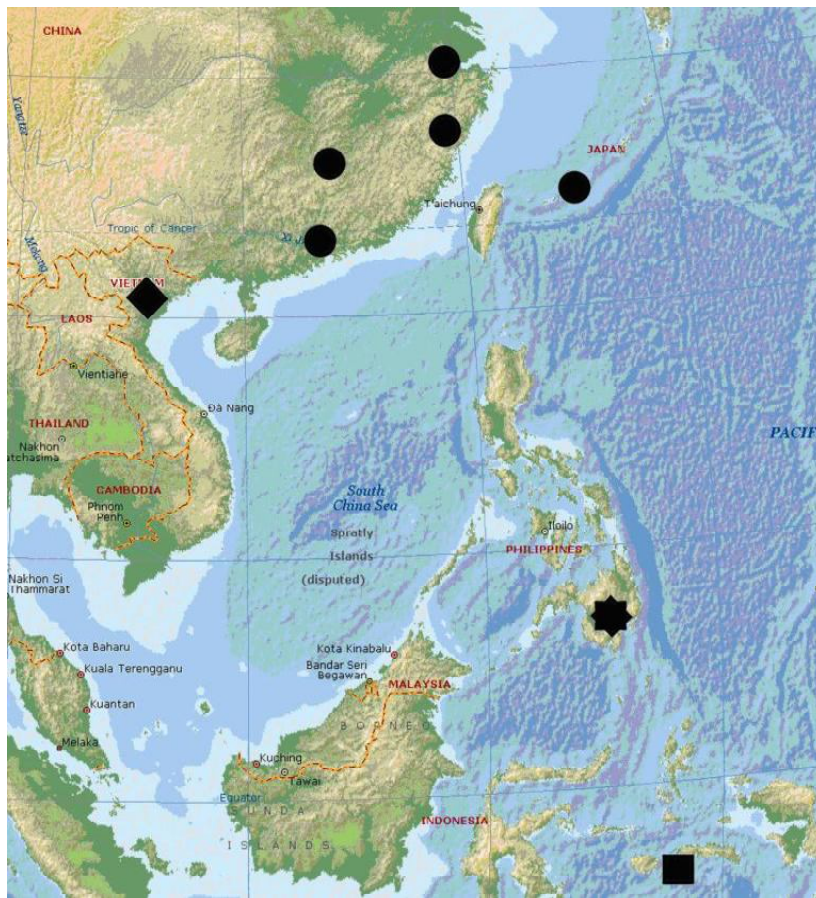 CHINA
Yangtze
JAPAN
T'aichung
Tropic of Cancer
Mekong
VIETNAM
LAOS
Vientiane
Đà Nang
THAILAND
Nakhon
atchasima
CAMBODIA
Phnom
Penh
PACIF
South
China Sea
Spratly
Islands
(disputed)
Iloilo
PHILIPPINES
Nakhon Si
Thammarat
Kota Baharu
Kuala Terengganu
Kuantan
Melaka
Kota Kinabalu
Bandar Seri
Begawan
MALAYSIA
BORNEO
Kuching
Tawai
Equator
SUNDA
ISLANDS
INDONESIA